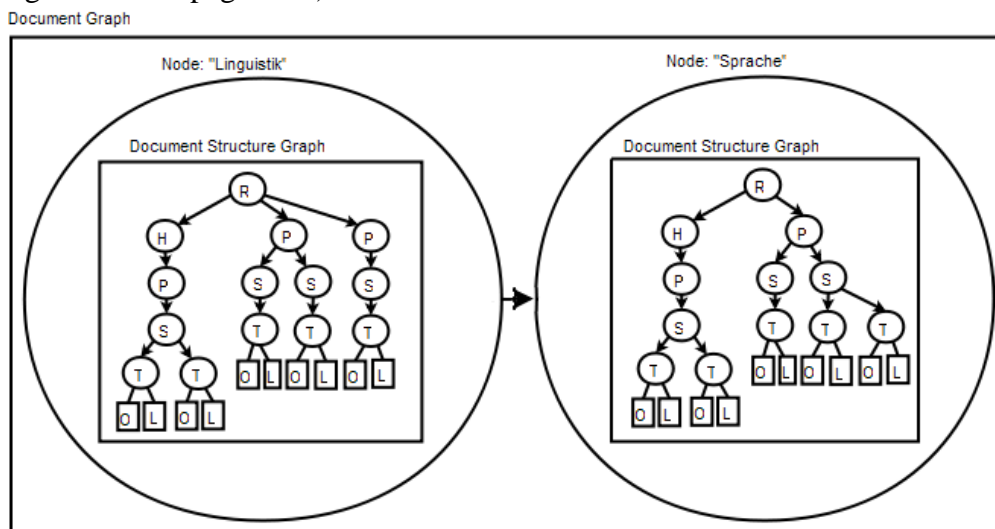 Document Graph
Node: "Linguistik"
Document Structure Graph
R
H P P
P S S S
S T T T
T T O L O L O L
O L O L
Node: "Sprache"
Document Structure Graph
R
H P
P S S
S T T T
T T O L O L O L
O L O L